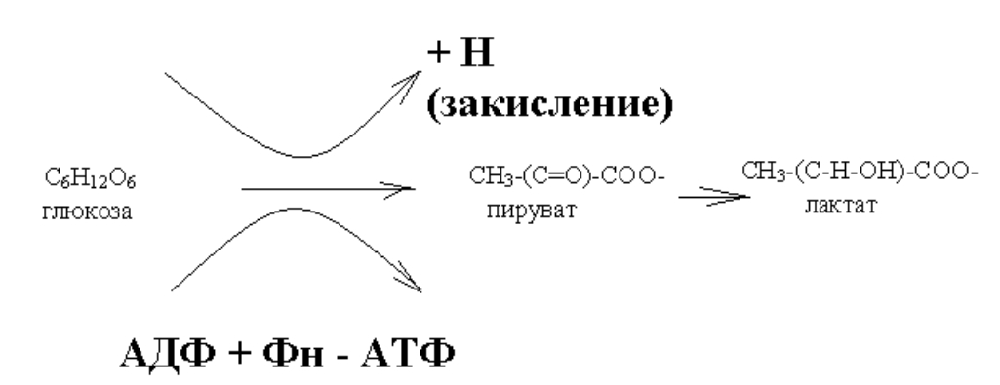 + Н
(закисление)
C₆H₁₂O₆
глюкоза
CH₃-(C=O)-COO-
пируват
CH₃-(C-H-OH)-COO-
лактат
АДФ + Фн - АТФ